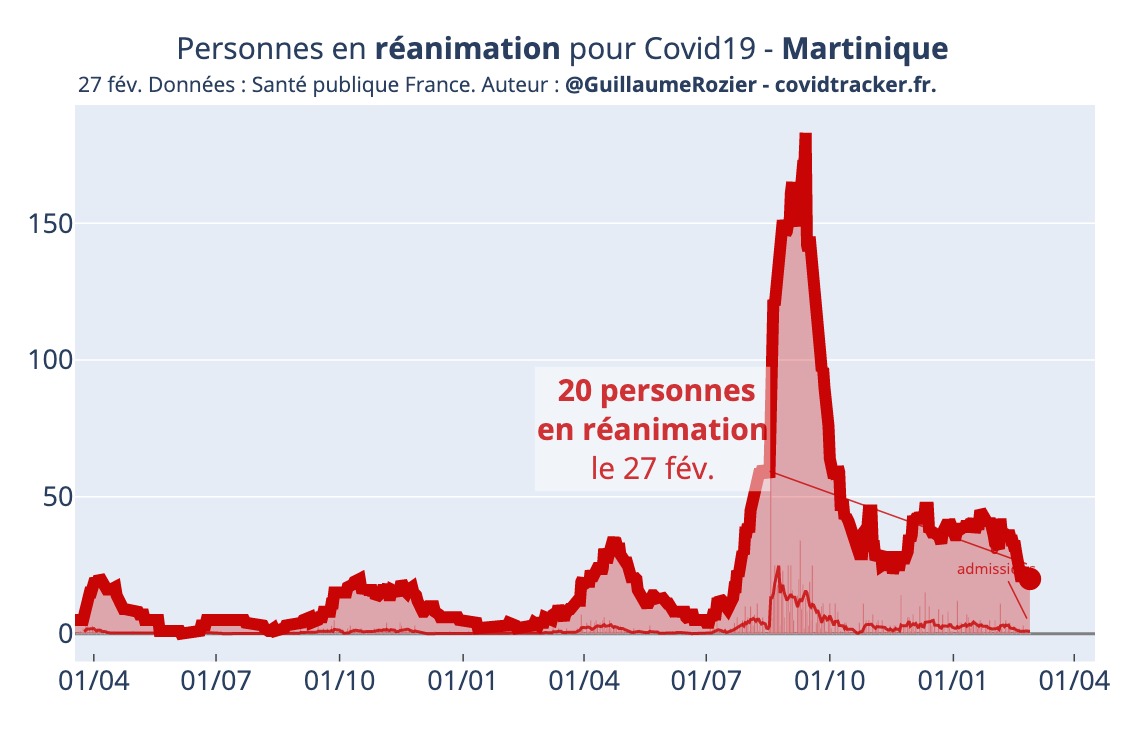 Personnes en réanimation pour Covid19 - Martinique
27 fév. Données : Santé publique France. Auteur : @GuillaumeRozier - covidtracker.fr.
150
100
50
0
20 personnes
en réanimation
le 27 fév.
admissions
01/04 01/07 01/10 01/01 01/04 01/07 01/10 01/01 01/04